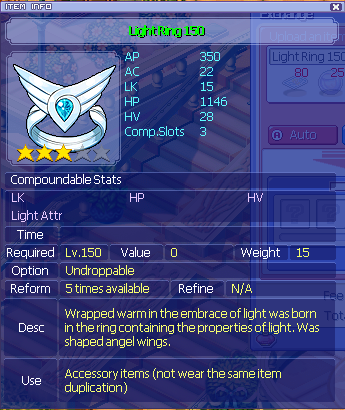 ITEM INFO
Light Ring 150
AP 350
AC 22
LK 15
HP 1146
HV 28
Comp.Slots 3
Compoundable Stats
LK HP HV
Light Attr
Time
Required Lv.150 Value 0 Weight 15
Option Undroppable
Reform 5 times available Refine N/A
Desc Wrapped warm in the embrace of light was born
in the ring containing the properties of light. Was
shaped angel wings.
Use Accessory items (not wear the same item
duplication)
Light Ring 150
80 25
Auto
Fee
Tota